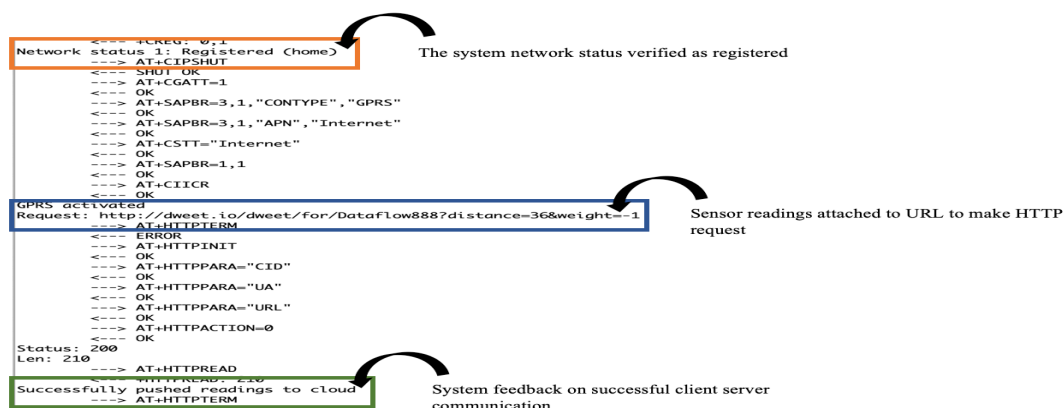 <--- +CREG: 0,1
Network status 1: Registered (home)
---> AT+CIPSHUT
<--- SHUT OK
---> AT+CGATT=1
<--- OK
---> AT+SAPBR=3,1,"CONTYPE","GPRS"
<--- OK
---> AT+SAPBR=3,1,"APN","Internet"
<--- OK
---> AT+CSTT="Internet"
<--- OK
---> AT+SAPBR=1,1
<--- OK
---> AT+CIICR
<--- OK
GPRS activated
Request: http://dweet.io/dweet/for/Dataflow888?distance=36&weight=-1
---> AT+HTTPTERM
<--- ERROR
---> AT+HTTPINIT
<--- OK
---> AT+HTTPPARA="CID"
<--- OK
---> AT+HTTPPARA="UA"
<--- OK
---> AT+HTTPPARA="URL"
<--- OK
---> AT+HTTPACTION=0
<--- OK
Status: 200
Len: 210
---> AT+HTTPREAD
<--- +HTTPREAD: 210
Successfully pushed readings to cloud
---> AT+HTTPTERM
The system network status verified as registered
Sensor readings attached to URL to make HTTP
request
System feedback on successful client server
communication